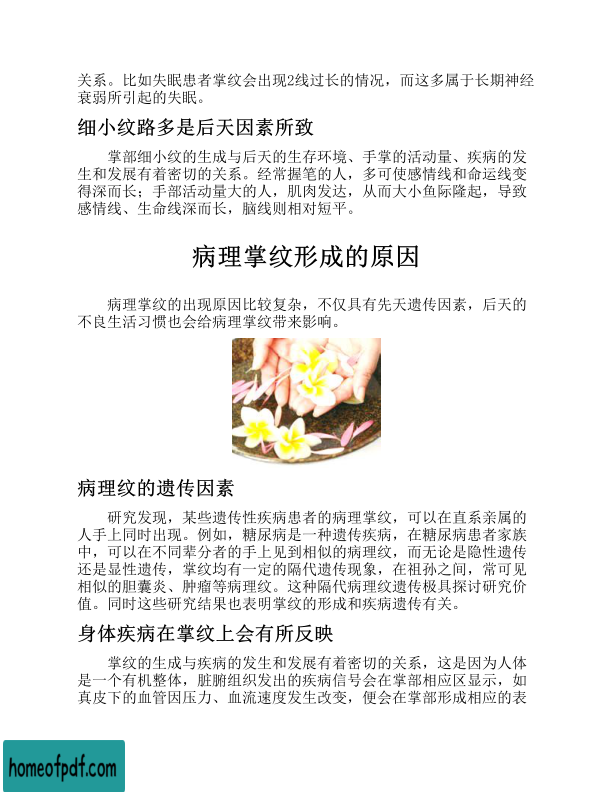 关系。比如失眠患者掌纹会出现2线过长的情况，而这多属于长期神经
衰弱所引起的失眠。
细小纹路多是后天因素所致
掌部细小纹的生成与后天的生存环境、手掌的活动量、疾病的发
生和发展有着密切的关系。经常握笔的人，多可使感情线和命运线变
得深而长；手部活动量大的人，肌肉发达，从而大小鱼际隆起，导致
感情线、生命线深而长，脑线则相对短平。
病理掌纹形成的原因
病理掌纹的出现原因比较复杂，不仅具有先天遗传因素，后天的
不良生活习惯也会给病理掌纹带来影响。
病理纹的遗传因素
研究发现，某些遗传性疾病患者的病理掌纹，可以在直系亲属的
人手上同时出现。例如，糖尿病是一种遗传疾病，在糖尿病患者家族
中，可以在不同辈分者的手上见到相似的病理纹，而无论是隐性遗传
还是显性遗传，掌纹均有一定的隔代遗传现象，在祖孙之间，常可见
相似的胆囊炎、肿瘤等病理纹。这种隔代病理纹遗传极具探讨研究价
值。同时这些研究结果也表明掌纹的形成和疾病遗传有关。
身体疾病在掌纹上会有所反映
掌纹的生成与疾病的发生和发展有着密切的关系，这是因为人体
是一个有机整体，脏腑组织发出的疾病信号会在掌部相应区显示，如
真皮下的血管因压力、血流速度发生改变，便会在掌部形成相应的表
homeofpdf.com